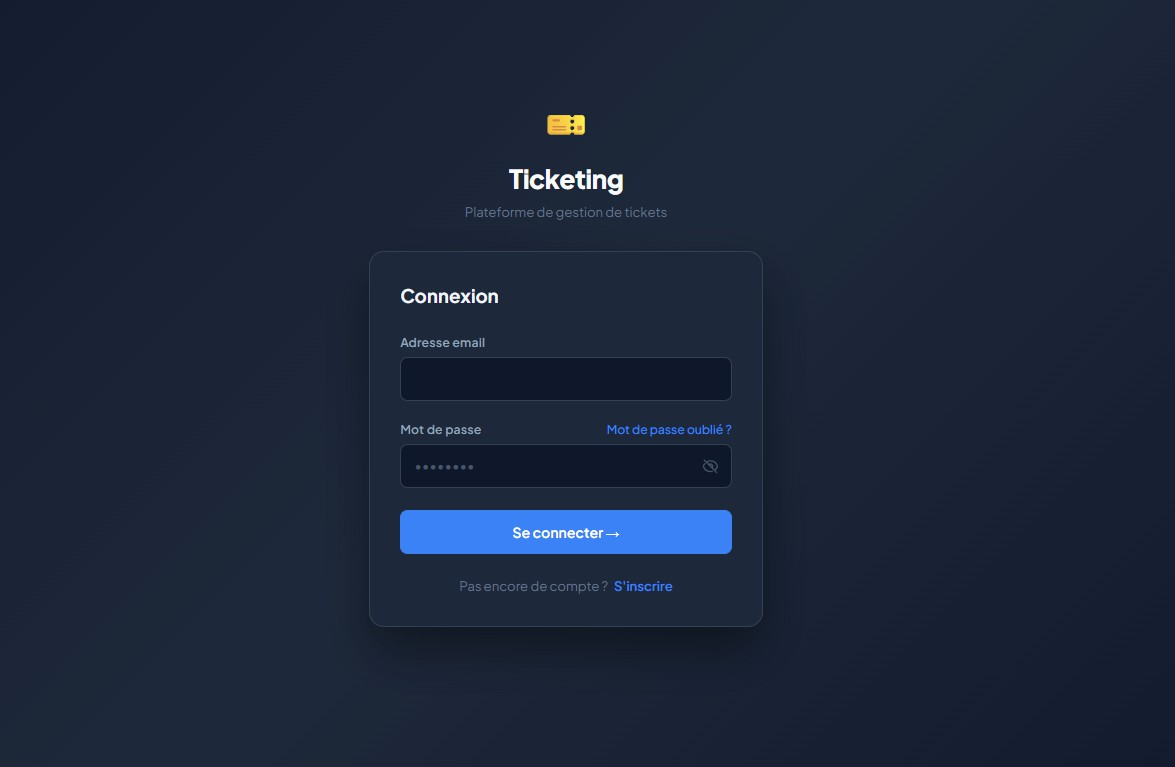 Ticketing
Plateforme de gestion de tickets
Connexion
Adresse email
Mot de passe Mot de passe oublié ?
••••••••
Se connecter →
Pas encore de compte ? S'inscrire